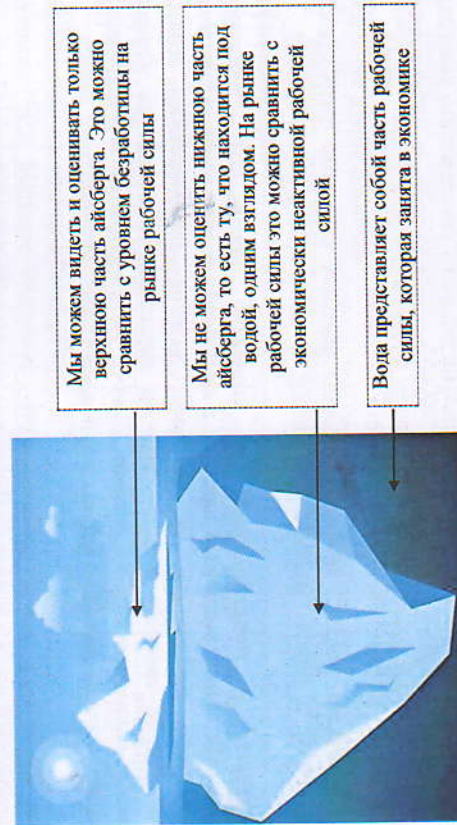 Мы можем видеть и оценивать только
верхнюю часть айсберга. Это можно
сравнить с уровнем безработицы на
рынке рабочей силы
Мы не можем оценить нижнюю часть
айсберга, то есть ту, что находится под
водой, одним взглядом. На рынке
рабочей силы это можно сравнить с
экономически неактивной рабочей
силой
Вода представляет собой часть рабочей
силы, которая занята в экономике